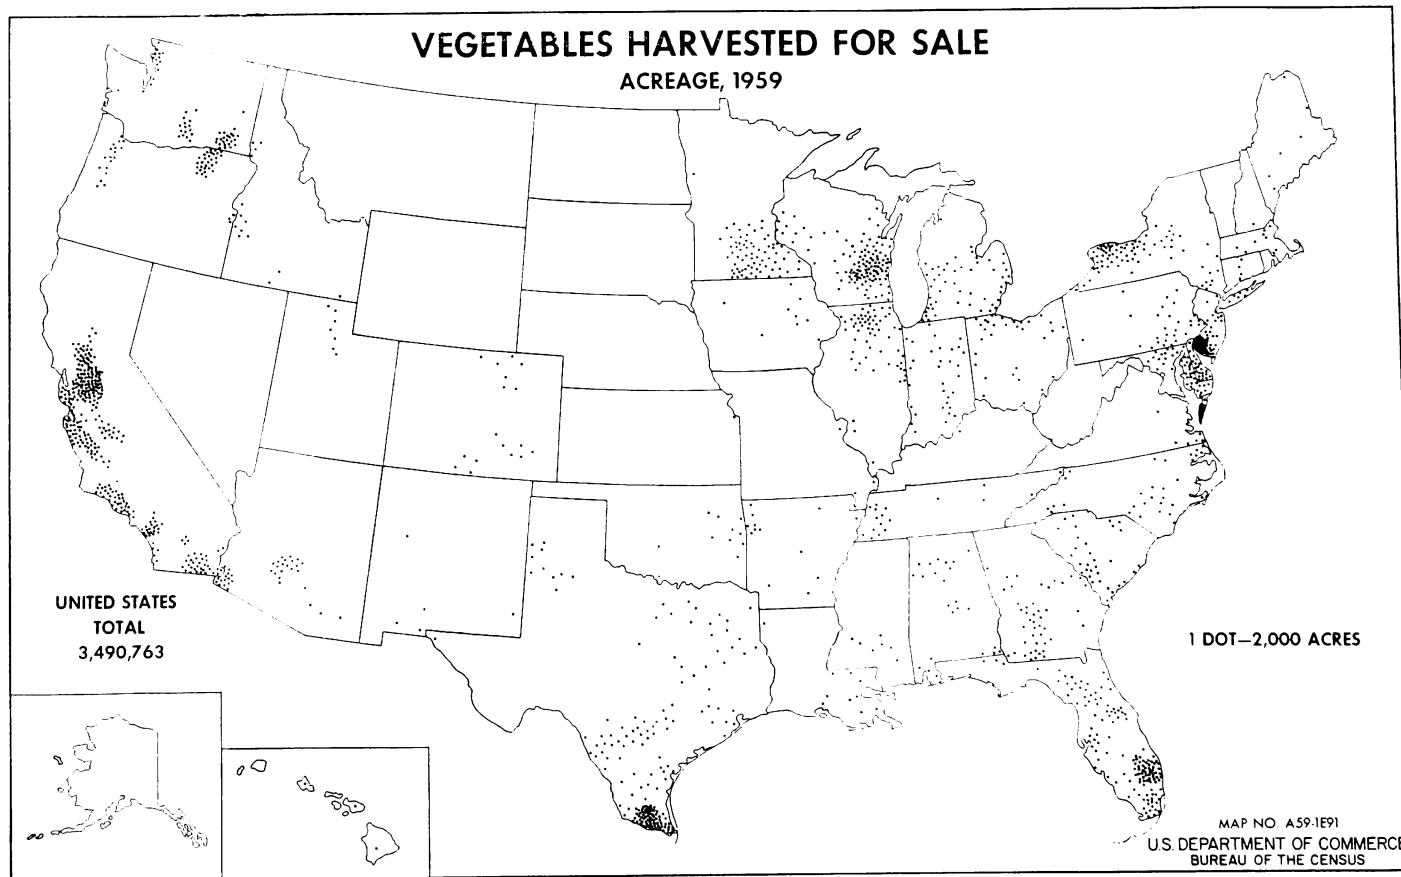 VEGETABLES HARVESTED FOR SALE
ACREAGE, 1959
UNITED STATES
TOTAL
3,490,763
1 DOT—2,000 ACRES
MAP NO. A59-1E91
U.S. DEPARTMENT OF COMMERCE
BUREAU OF THE CENSUS